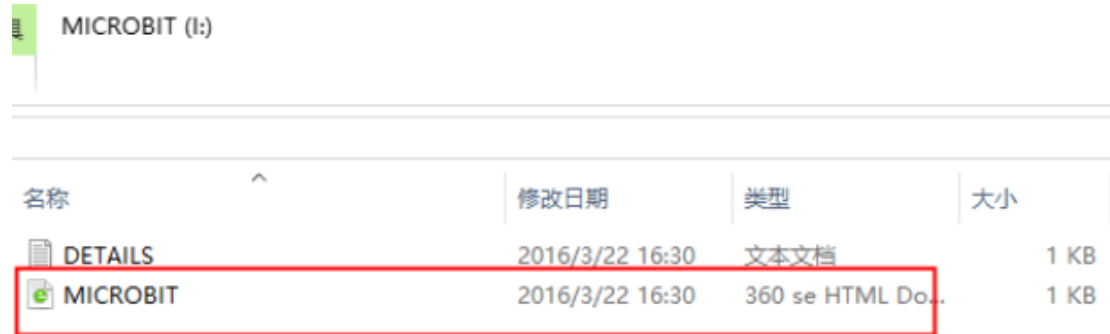 具 MICROBIT (I:)
名称 修改日期 类型 大小
DETAILS 2016/3/22 16:30 文本文档 1 KB
MICROBIT 2016/3/22 16:30 360 se HTML Do... 1 KB